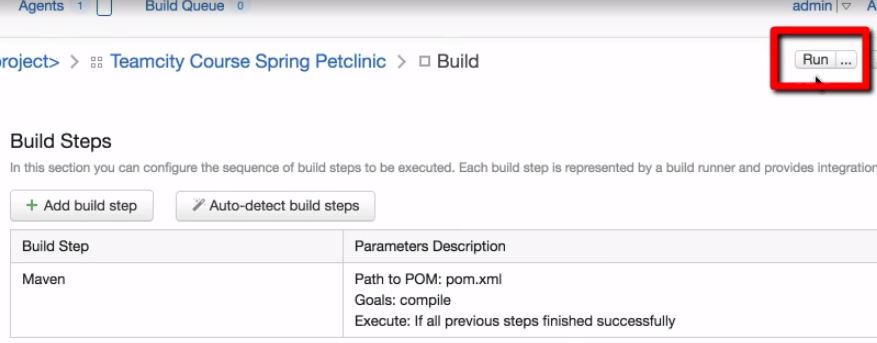 Agents 1 Build Queue 0 admin
roject> > Teamcity Course Spring Petclinic > Build Run ...
Build Steps
In this section you can configure the sequence of build steps to be executed. Each build step is represented by a build runner and provides integration
+ Add build step Auto-detect build steps
Build Step Parameters Description
Maven Path to POM: pom.xml
Goals: compile
Execute: If all previous steps finished successfully